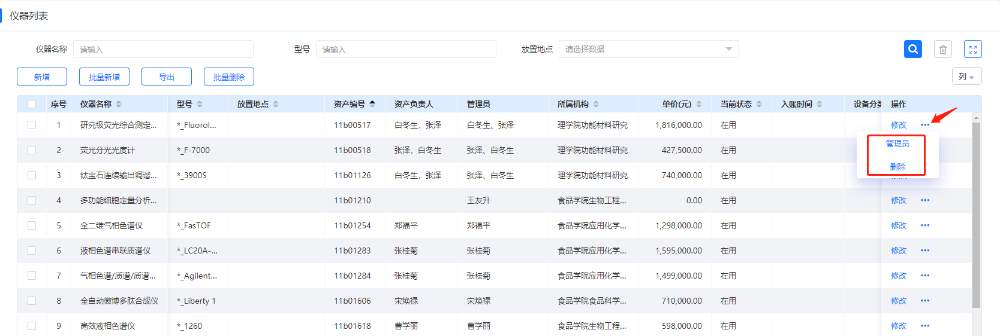 仪器列表
仪器名称 请输入 型号 请输入 放置地点 请选择数据
新增 批量新增 导出 批量删除 列
序号 仪器名称 型号 放置地点 资产编号 资产负责人 管理员 所属机构 单价(元) 当前状态 入账时间 设备分类 操作
1 研究级荧光综合测定... *_Fluorol... 11b00517 白冬生，张泽 白冬生、张泽 理学院功能材料研究 1,816,000.00 在用 修改 •••
2 荧光分光光度计 *_F-7000 11b00518 张泽，白冬生 张泽、白冬生 理学院功能材料研究 427,500.00 在用
管理员
删除
3 钛宝石连续输出调谐... *_3900S 11b01126 白冬生，张泽 张泽、白冬生 理学院功能材料研究 740,000.00 在用
4 多功能细胞定量分析... 11b01210 王友升 食品学院生物工程... 0.00 在用 修改 •••
5 全二维气相色谱仪 *_FasTOF 11b01254 郑福平 郑福平 食品学院应用化学... 1,298,000.00 在用 修改 •••
6 液相色谱串联质谱仪 *_LC20A-... 11b01283 张桂菊 张桂菊 食品学院应用化学... 1,595,000.00 在用 修改 •••
7 气相色谱/质谱/质谱... *_Agilent... 11b01284 张桂菊 张桂菊 食品学院应用化学... 1,499,000.00 在用 修改 •••
8 全自动微博多肽合成仪 *_Liberty 1 11b01606 宋焕禄 宋焕禄 食品学院食品科学... 710,000.00 在用 修改 •••
9 高效液相色谱仪 *_1260 11b01618 曹学丽 曹学丽 食品学院生物工程... 598,000.00 在用 修改 •••